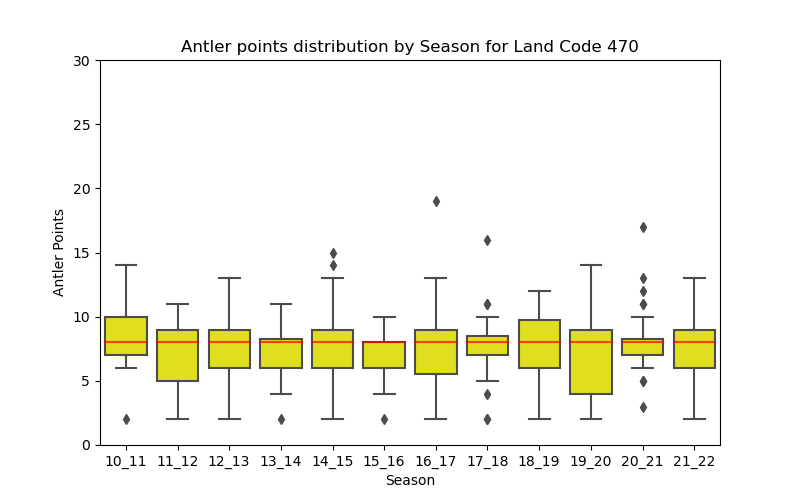 Antler points distribution by Season for Land Code 470
30
25
20
15
10
5
0
Antler Points
10_11 11_12 12_13 13_14 14_15 15_16 16_17 17_18 18_19 19_20 20_21 21_22
Season